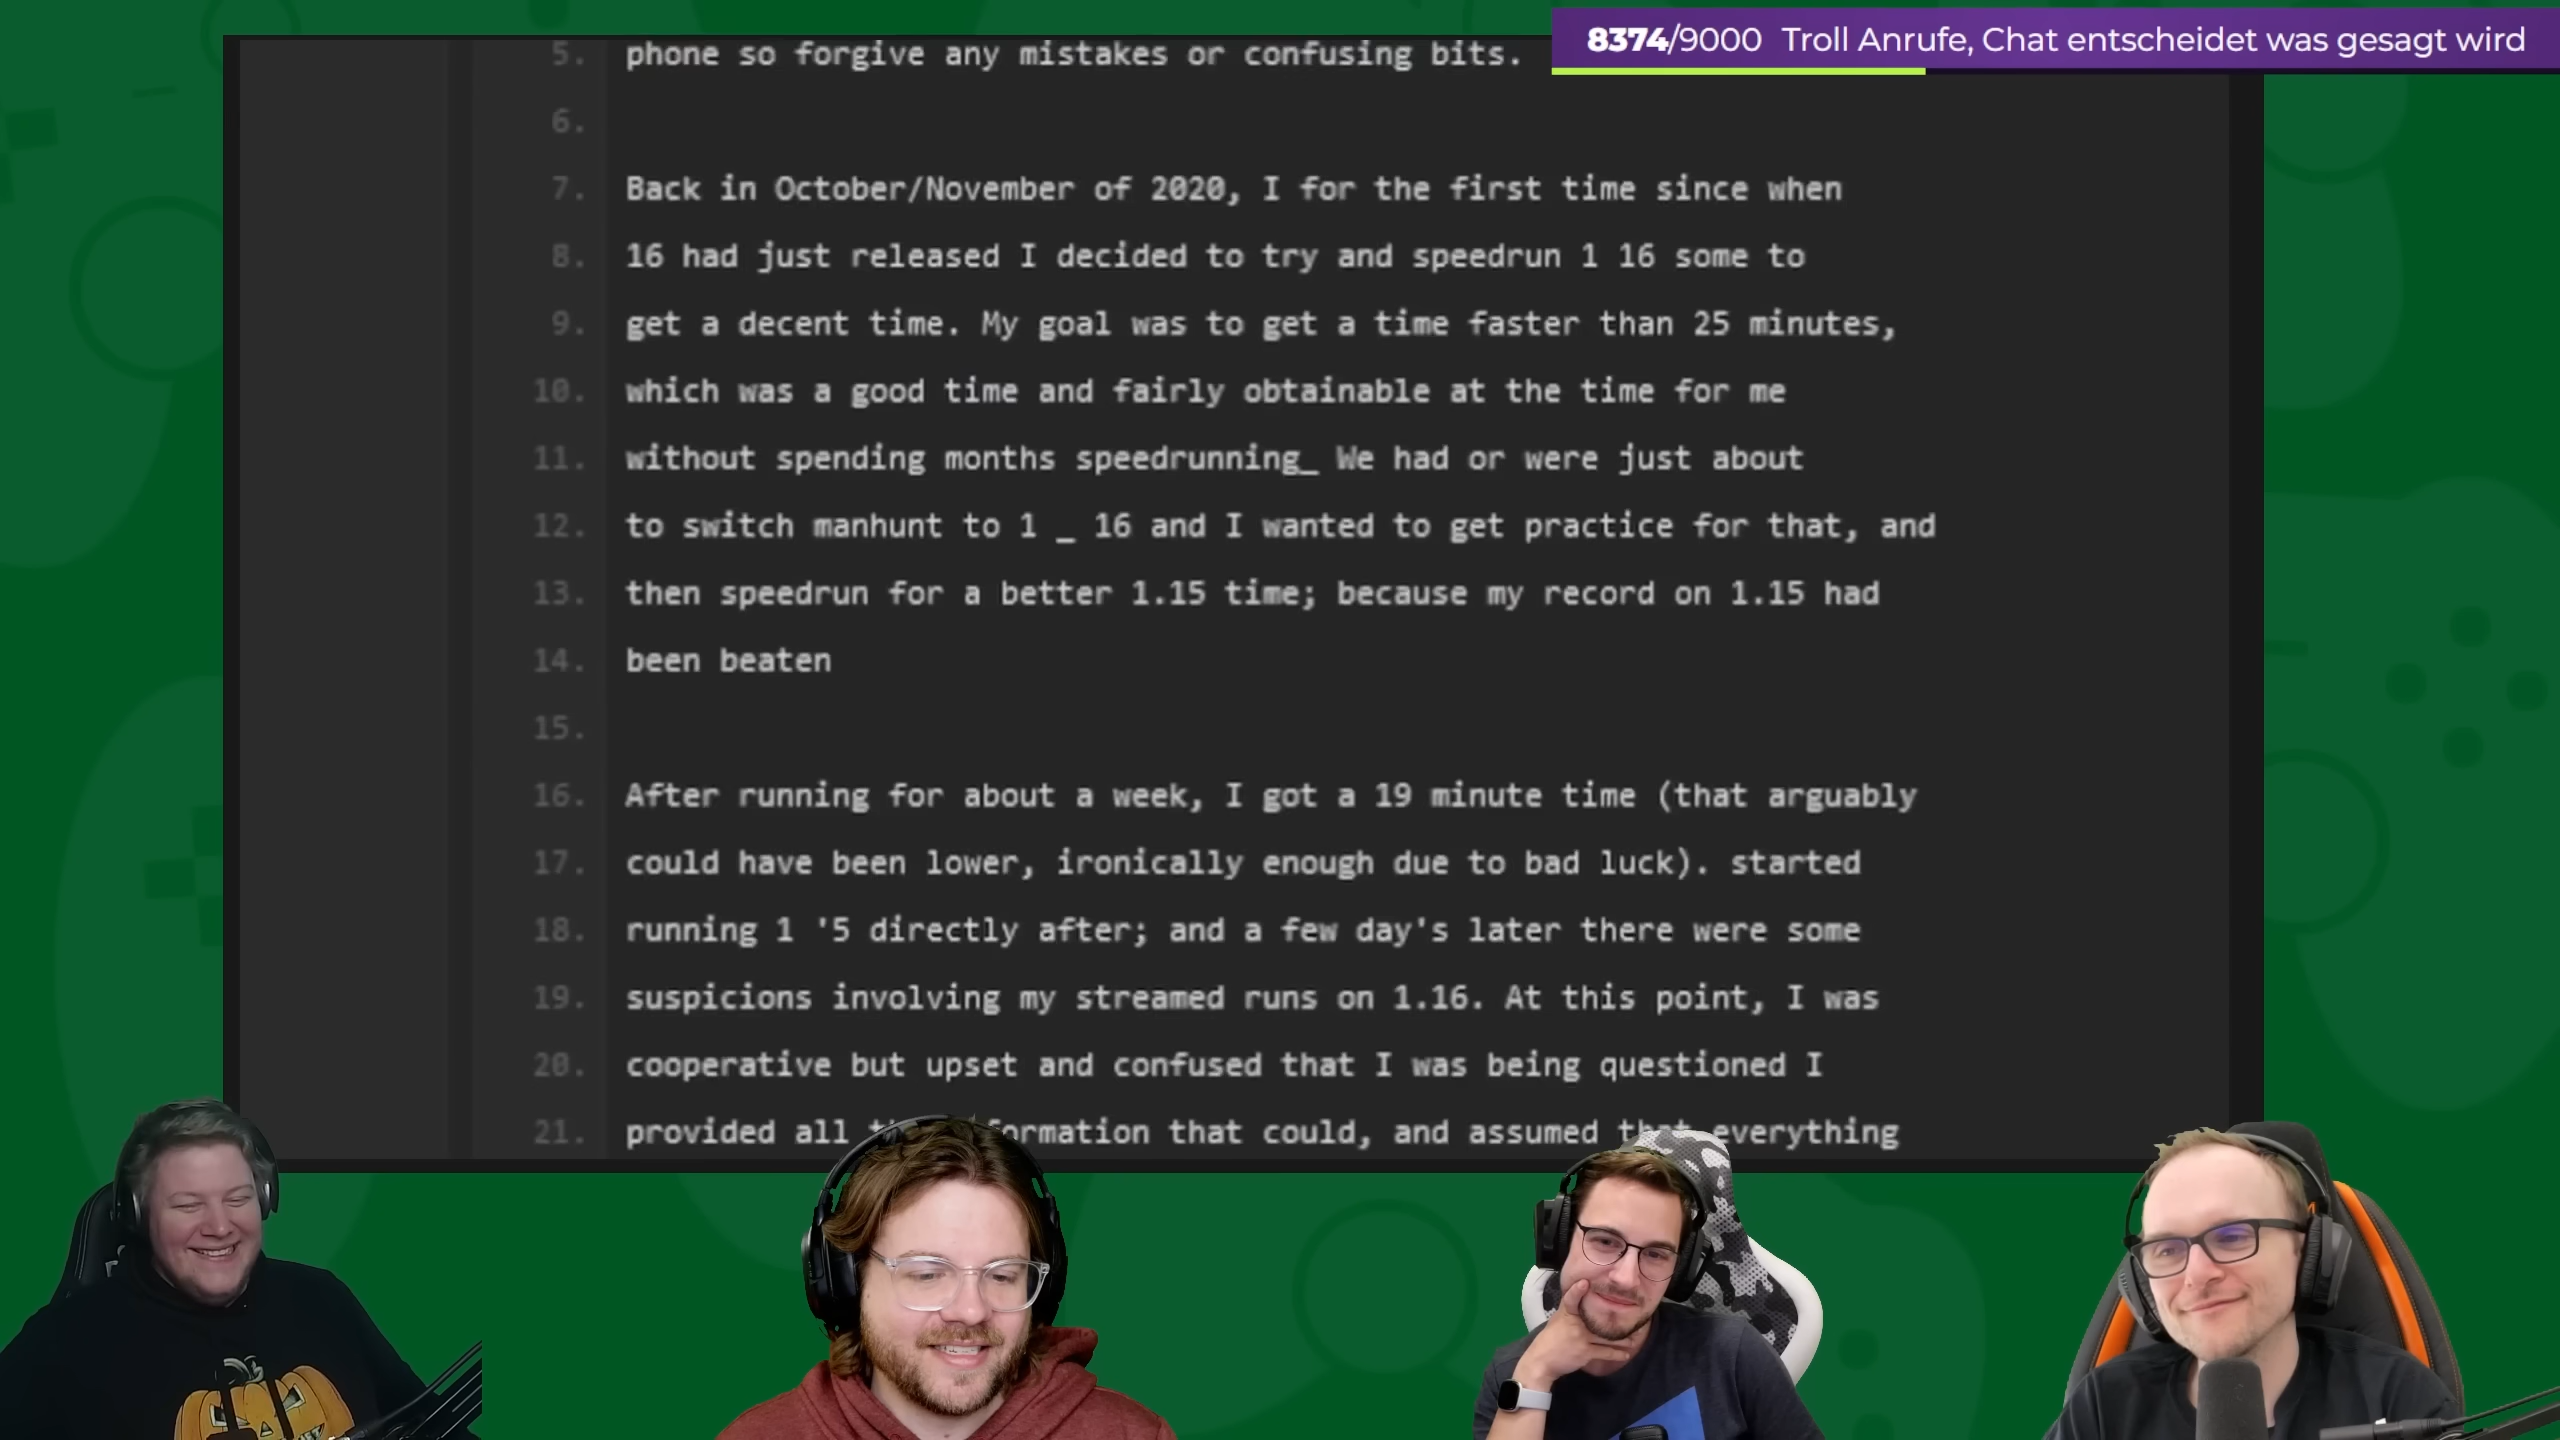 8374/9000 Troll Anrufe, Chat entscheidet was gesagt wird
5. phone so forgive any mistakes or confusing bits.
6.
7. Back in October/November of 2020, I for the first time since when
8. 16 had just released I decided to try and speedrun 1 16 some to
9. get a decent time. My goal was to get a time faster than 25 minutes,
10. which was a good time and fairly obtainable at the time for me
11. without spending months speedrunning_ We had or were just about
12. to switch manhunt to 1 _ 16 and I wanted to get practice for that, and
13. then speedrun for a better 1.15 time; because my record on 1.15 had
14. been beaten
15.
16. After running for about a week, I got a 19 minute time (that arguably
17. could have been lower, ironically enough due to bad luck). started
18. running 1 '5 directly after; and a few day's later there were some
19. suspicions involving my streamed runs on 1.16. At this point, I was
20. cooperative but upset and confused that I was being questioned I
21. provided all that could, and assumed that everything